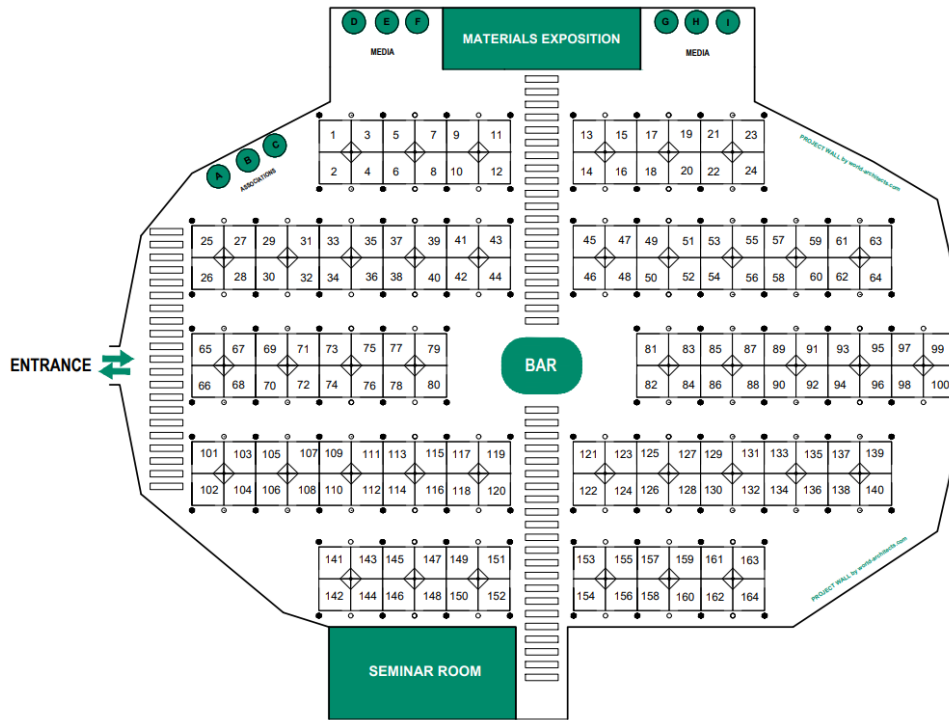 D E F
MATERIALS EXPOSITION
G H I
MEDIA
MEDIA
1 3 5 7 9 11
13 15 17 19 21 23
2 4 6 8 10 12
14 16 18 20 22 24
A B C
ASSOCIATIONS
PROJECT WALL by world-architects.com
25 27 29 31 33 35 37 39 41 43
45 47 49 51 53 55 57 59 61 63
26 28 30 32 34 36 38 40 42 44
46 48 50 52 54 56 58 60 62 64
ENTRANCE
65 67 69 71 73 75 77 79
BAR
81 83 85 87 89 91 93 95 97 99
66 68 70 72 74 76 78 80
82 84 86 88 90 92 94 96 98 100
101 103 105 107 109 111 113 115 117 119
121 123 125 127 129 131 133 135 137 139
102 104 106 108 110 112 114 116 118 120
122 124 126 128 130 132 134 136 138 140
PROJECT WALL by world-architects.com
141 143 145 147 149 151
153 155 157 159 161 163
142 144 146 148 150 152
154 156 158 160 162 164
SEMINAR ROOM